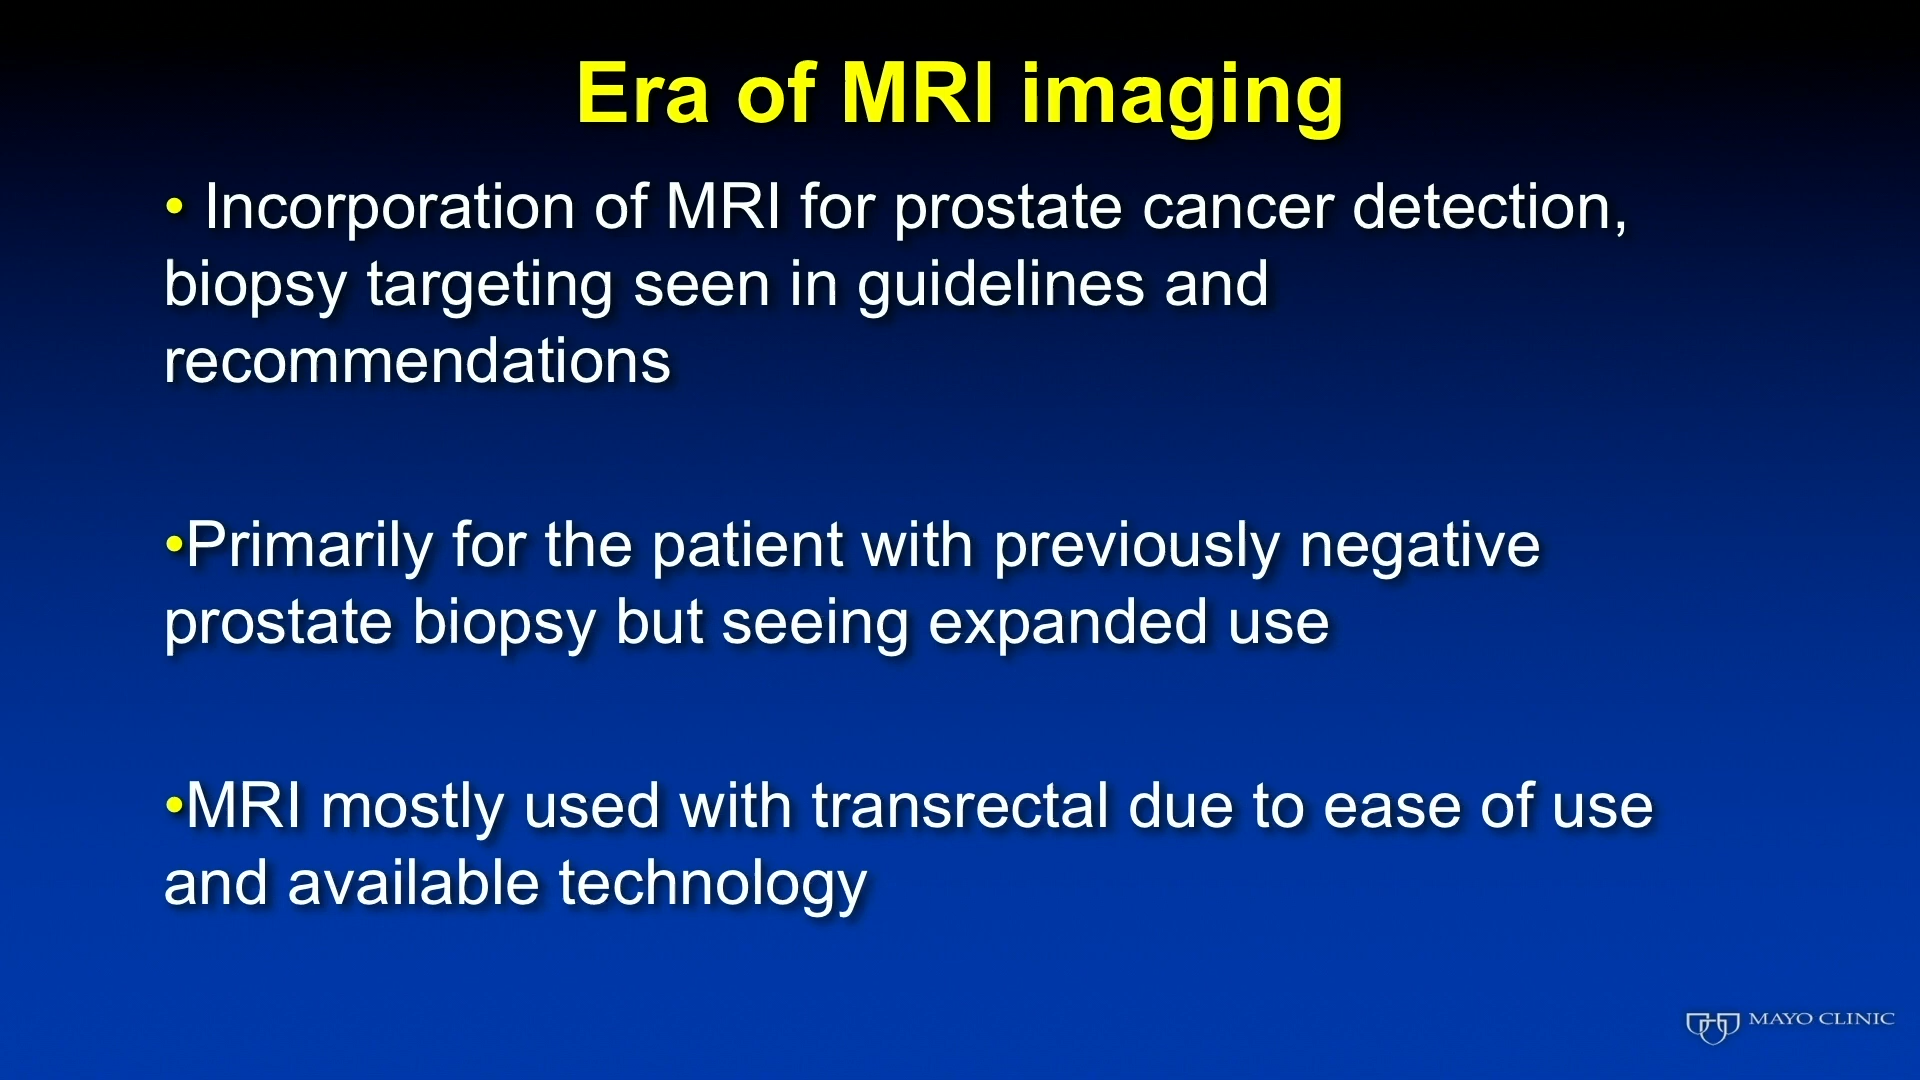 Era of MRI imaging
• Incorporation of MRI for prostate cancer detection,
biopsy targeting seen in guidelines and
recommendations
•Primarily for the patient with previously negative
prostate biopsy but seeing expanded use
•MRI mostly used with transrectal due to ease of use
and available technology
MAYO CLINIC